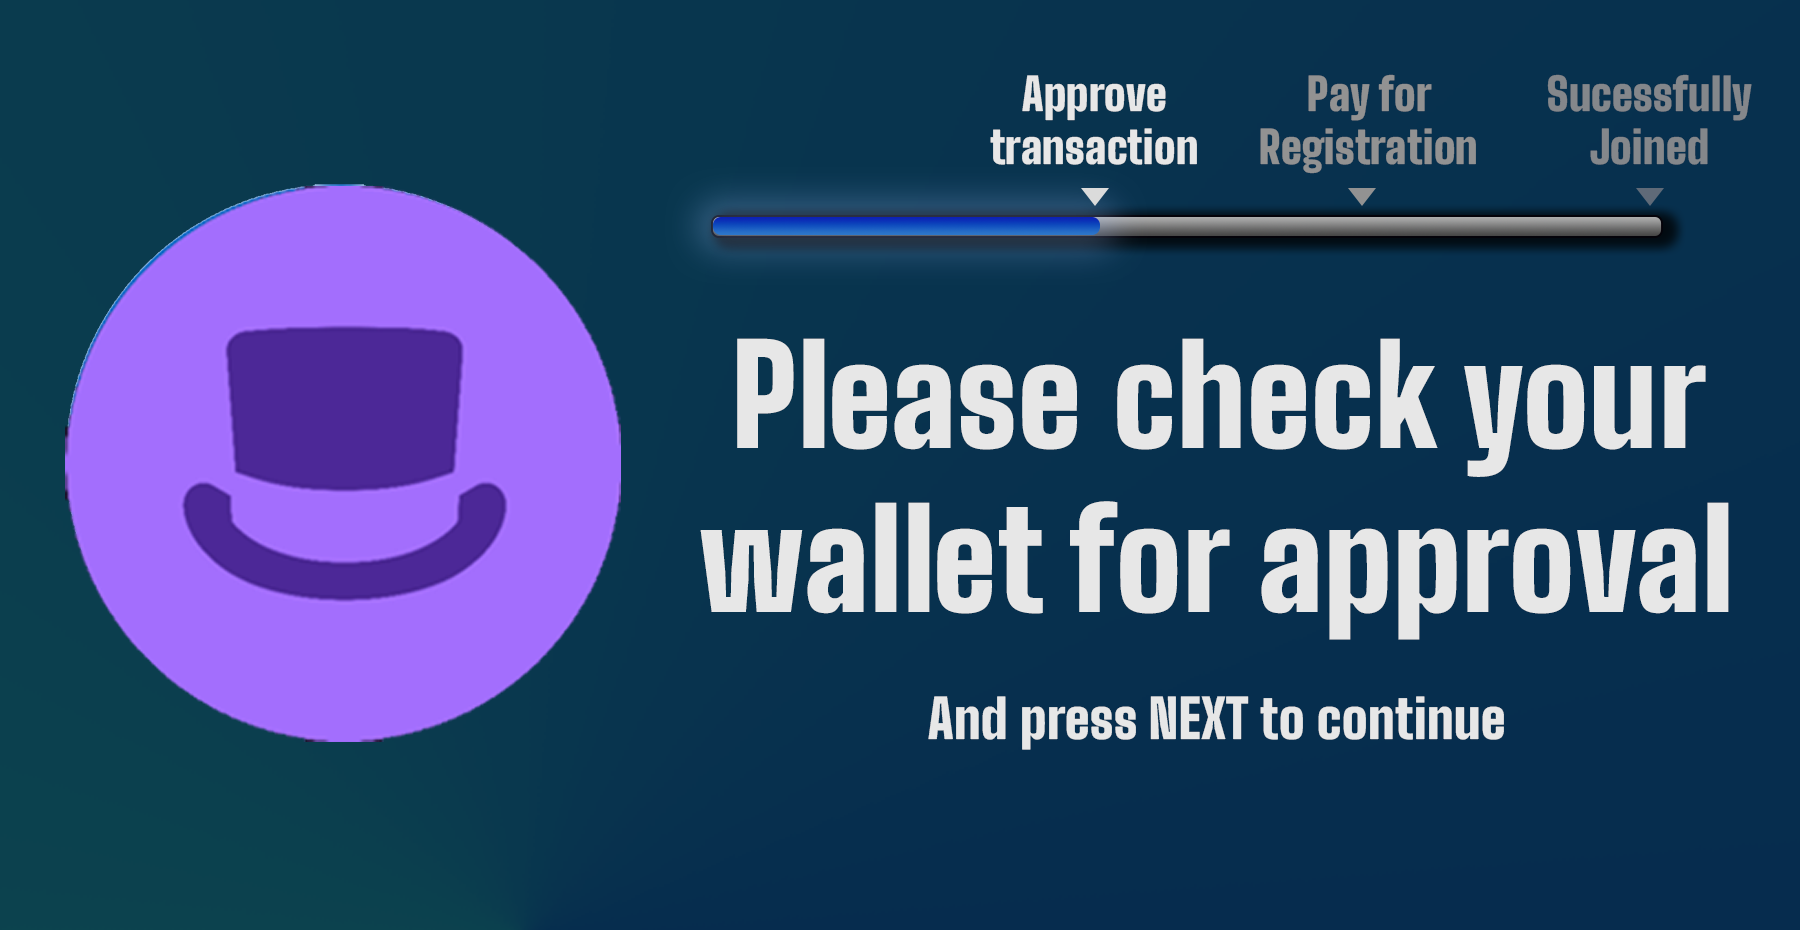 Approve
transaction
Pay for
Registration
Sucessfully
Joined
Please check your
wallet for approval
And press NEXT to continue